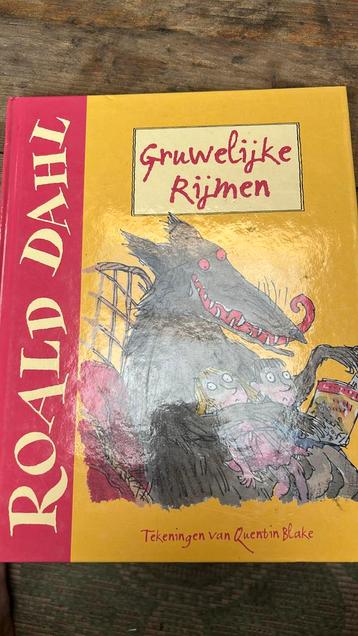 ROALD DAHL
Gruwelijke
Rijmen
Tekeningen van Quentin Blake